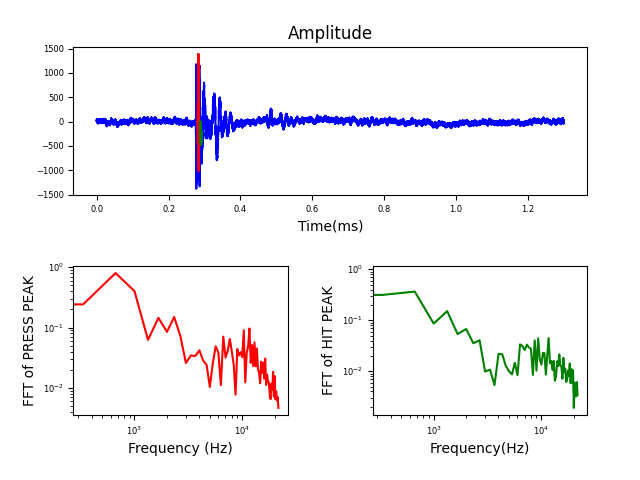 Amplitude
1500
1000
500
0
−500
−1000
−1500
0.0 0.2 0.4 0.6 0.8 1.0 1.2
Time(ms)
FFT of PRESS PEAK
10⁰
10⁻¹
10⁻²
10³ 10⁴
Frequency (Hz)
FFT of HIT PEAK
10⁰
10⁻¹
10⁻²
10³ 10⁴
Frequency(Hz)